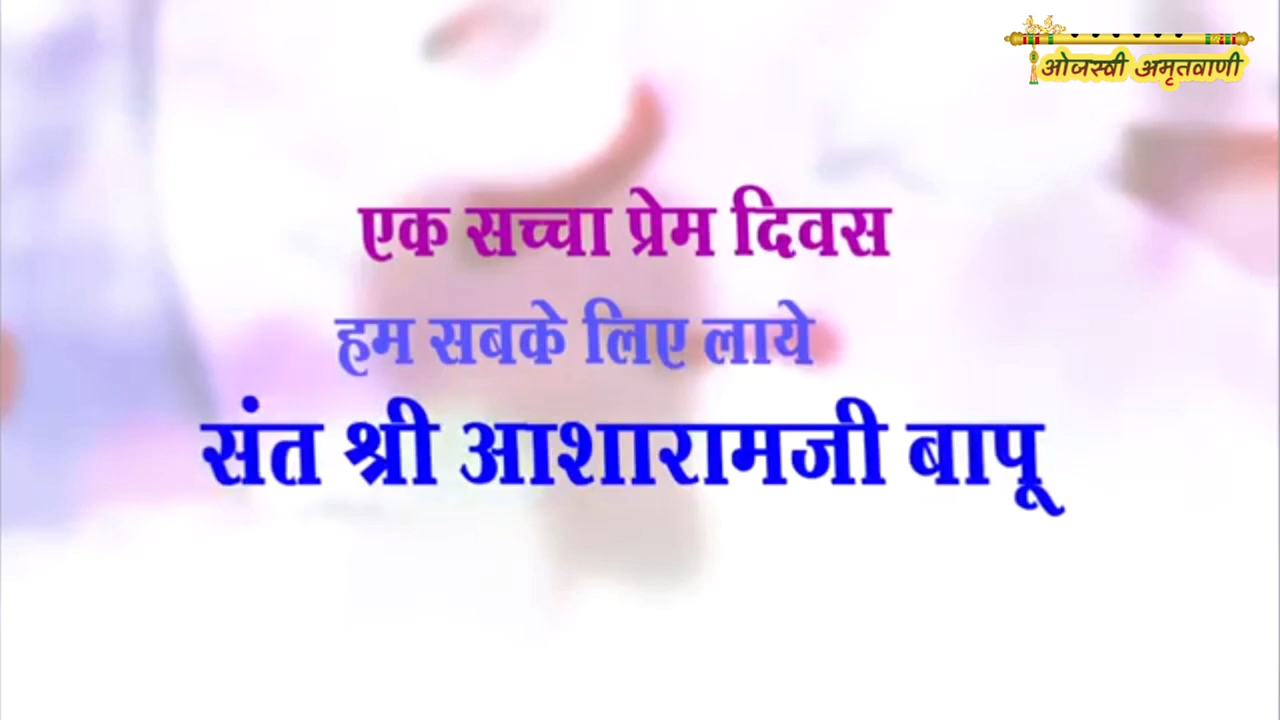 ओजस्वी अमृतवाणी
एक सच्चा प्रेम दिवस
हम सबके लिए लाये
संत श्री आशारामजी बापू